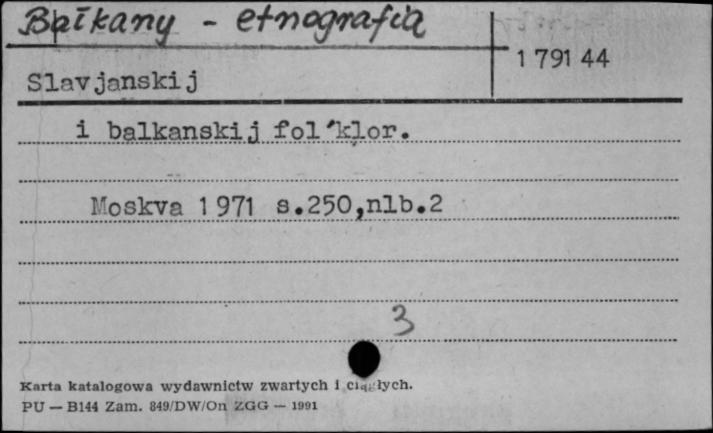 Bałkany - etnografia
1 791 44
Slavjanskij
i balkanskij fol'klor.
Moskva 1971 s.250,nlb.2
3
Karta katalogowa wydawnictw zwartych i ciągłych.
PU — B144 Zam. 849/DW/On ZGG — 1991